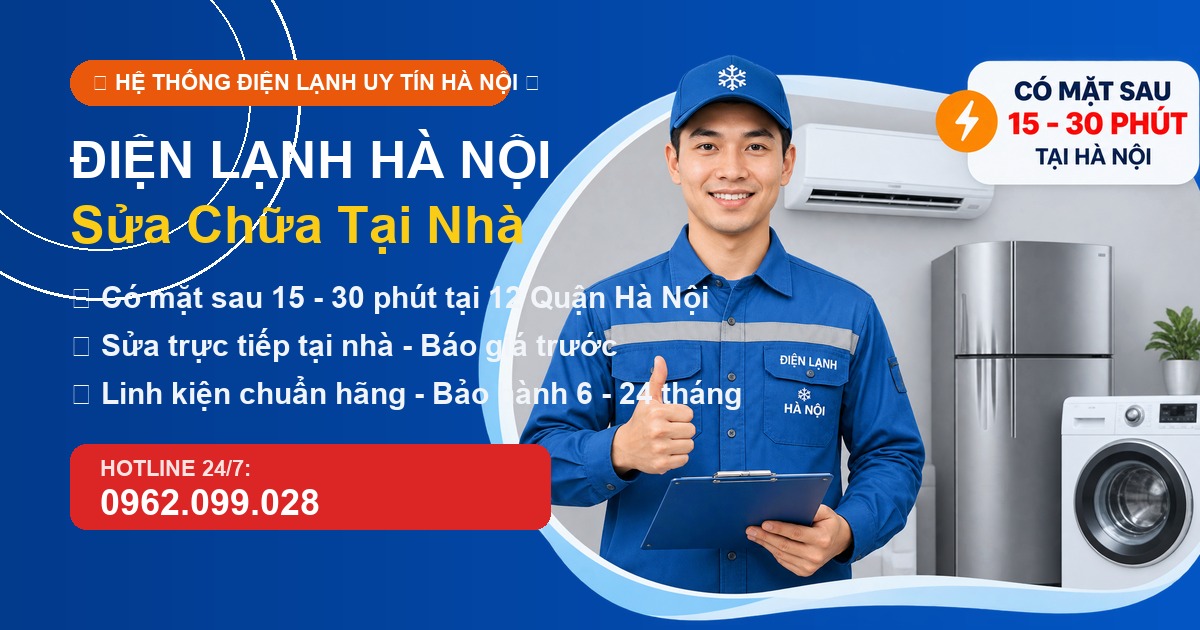 HỆ THỐNG ĐIỆN LẠNH UY TÍN HÀ NỘI
ĐIỆN LẠNH HÀ NỘI
Sửa Chữa Tại Nhà
Có mặt sau 15 - 30 phút tại 12 Quận Hà Nội
Sửa trực tiếp tại nhà - Báo giá trước
Linh kiện chuẩn hãng - Bảo hành 6 - 24 tháng
HOTLINE 24/7:
0962.099.028
CÓ MẶT SAU
15 - 30 PHÚT
TẠI HÀ NỘI
ĐIỆN LẠNH
HÀ NỘI